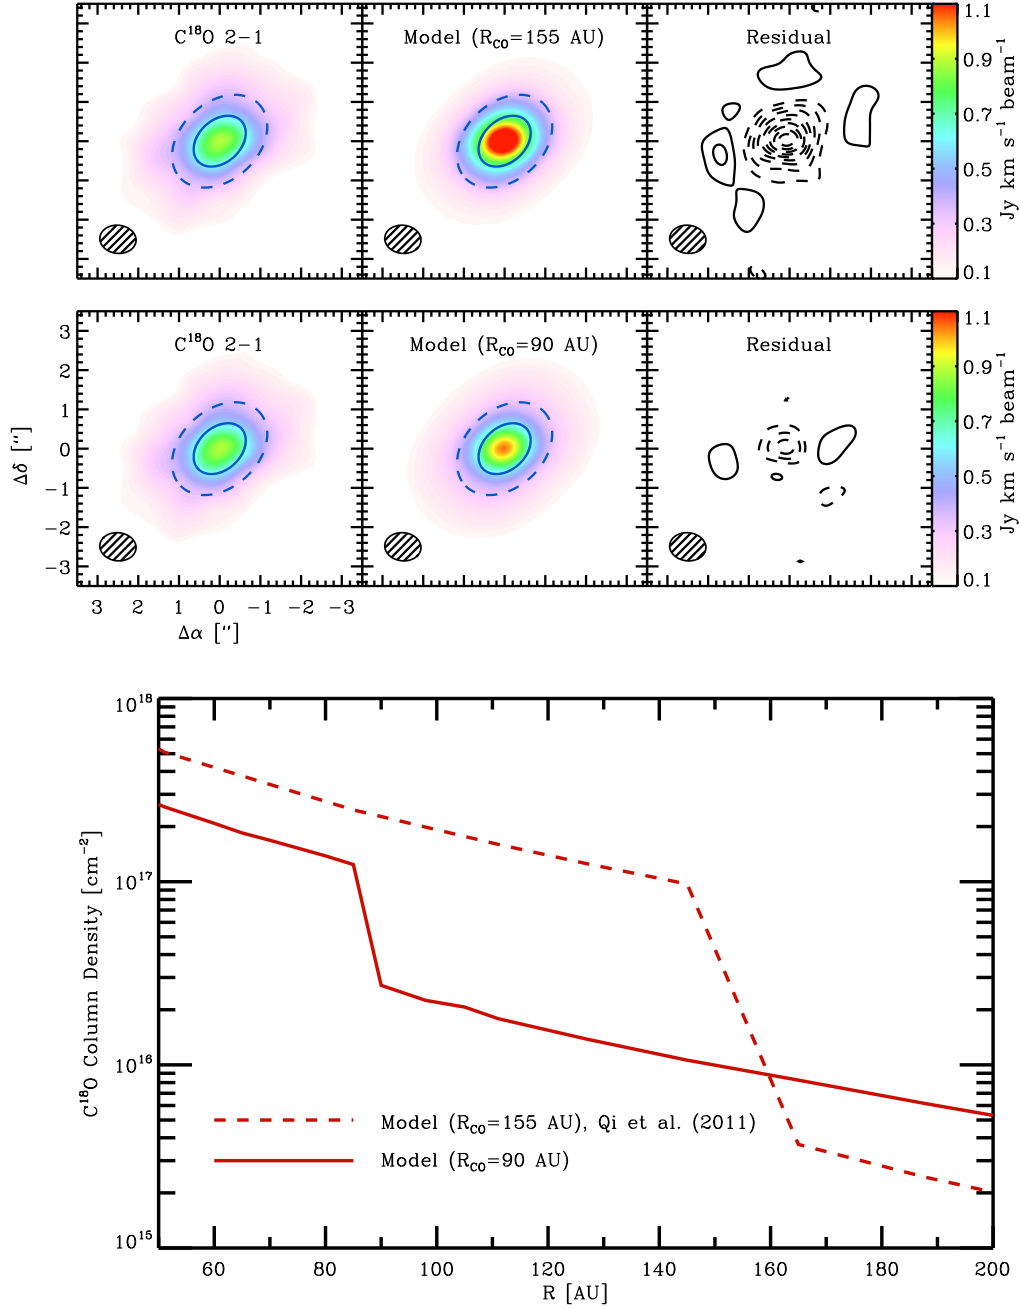 C¹⁸O 2−1
Model (R_CO=155 AU)
Residual
1.1
0.9
0.7
0.5
0.3
0.1
Jy km s⁻¹ beam⁻¹
C¹⁸O 2−1
Model (R_CO=90 AU)
Residual
3
2
1
0
−1
−2
−3
Δδ ["]
1.1
0.9
0.7
0.5
0.3
0.1
Jy km s⁻¹ beam⁻¹
3 2 1 0 −1 −2 −3
Δα ["]
10¹⁸
10¹⁷
10¹⁶
10¹⁵
C¹⁸O Column Density [cm⁻²]
Model (R_CO=155 AU), Qi et al. (2011)
Model (R_CO=90 AU)
60 80 100 120 140 160 180 200
R [AU]